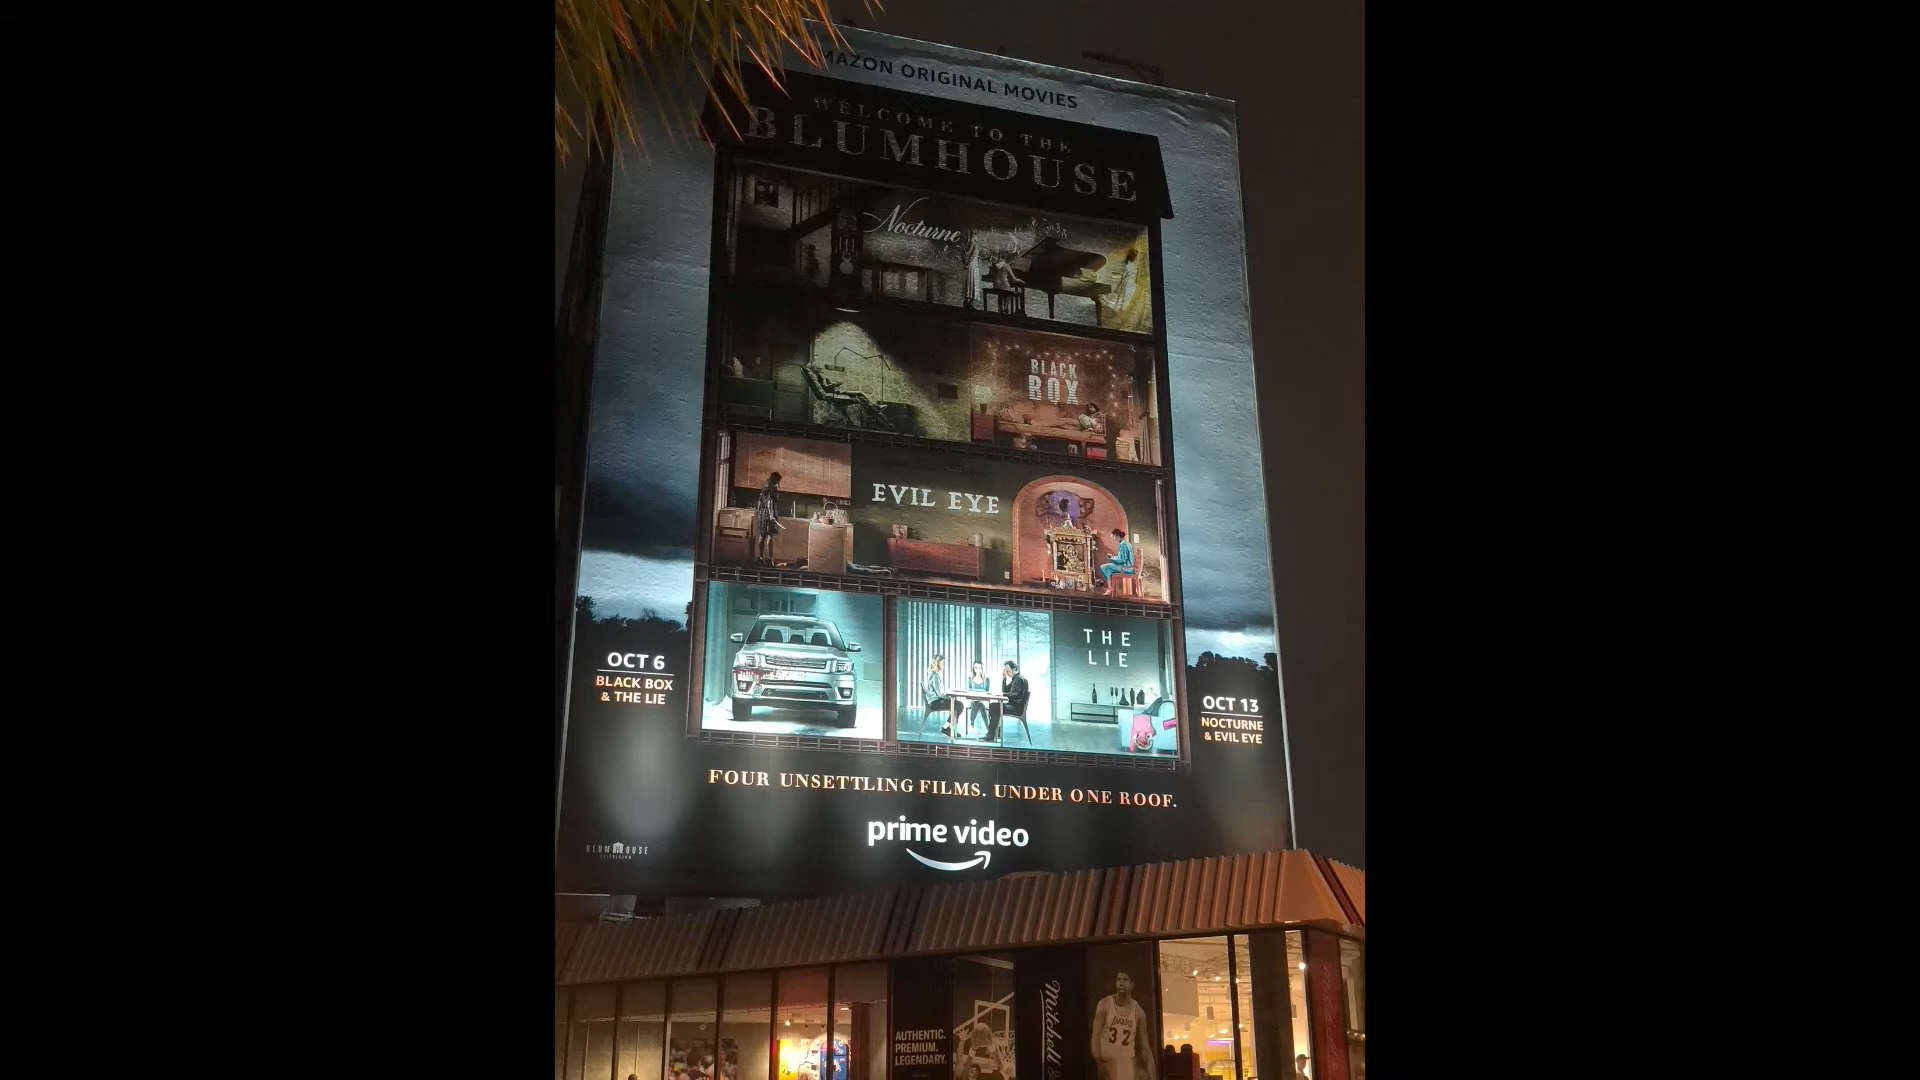 AMAZON ORIGINAL MOVIES
WELCOME TO THE
BLUMHOUSE
Nocturne
BLACK
BOX
EVIL EYE
THE
LIE
OCT 6
BLACK BOX
& THE LIE
OCT 13
NOCTURNE
& EVIL EYE
FOUR UNSETTLING FILMS. UNDER ONE ROOF.
prime video
BLUMHOUSE
TELEVISION
AUTHENTIC.
PREMIUM.
LEGENDARY.
Mitchell &
LAKERS
32